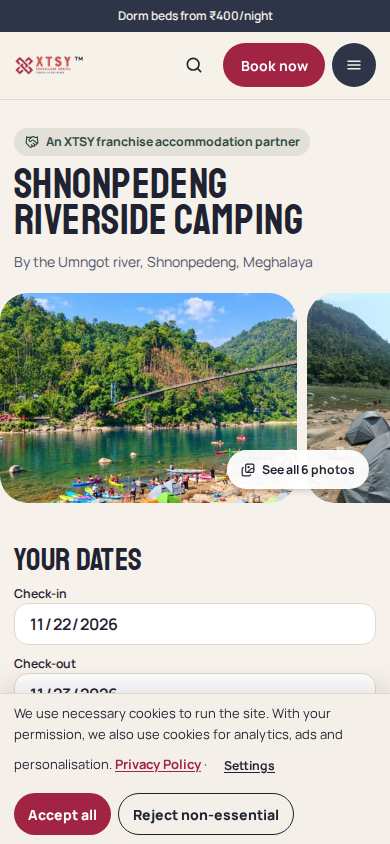 Dorm beds from ₹400/night
XTSY ™
Book now
An XTSY franchise accommodation partner
SHNONPEDENG
RIVERSIDE CAMPING
By the Umngot river, Shnonpedeng, Meghalaya
See all 6 photos
YOUR DATES
Check-in
11/22/2026
Check-out
We use necessary cookies to run the site. With your
permission, we also use cookies for analytics, ads and
personalisation. Privacy Policy · Settings
Accept all
Reject non-essential